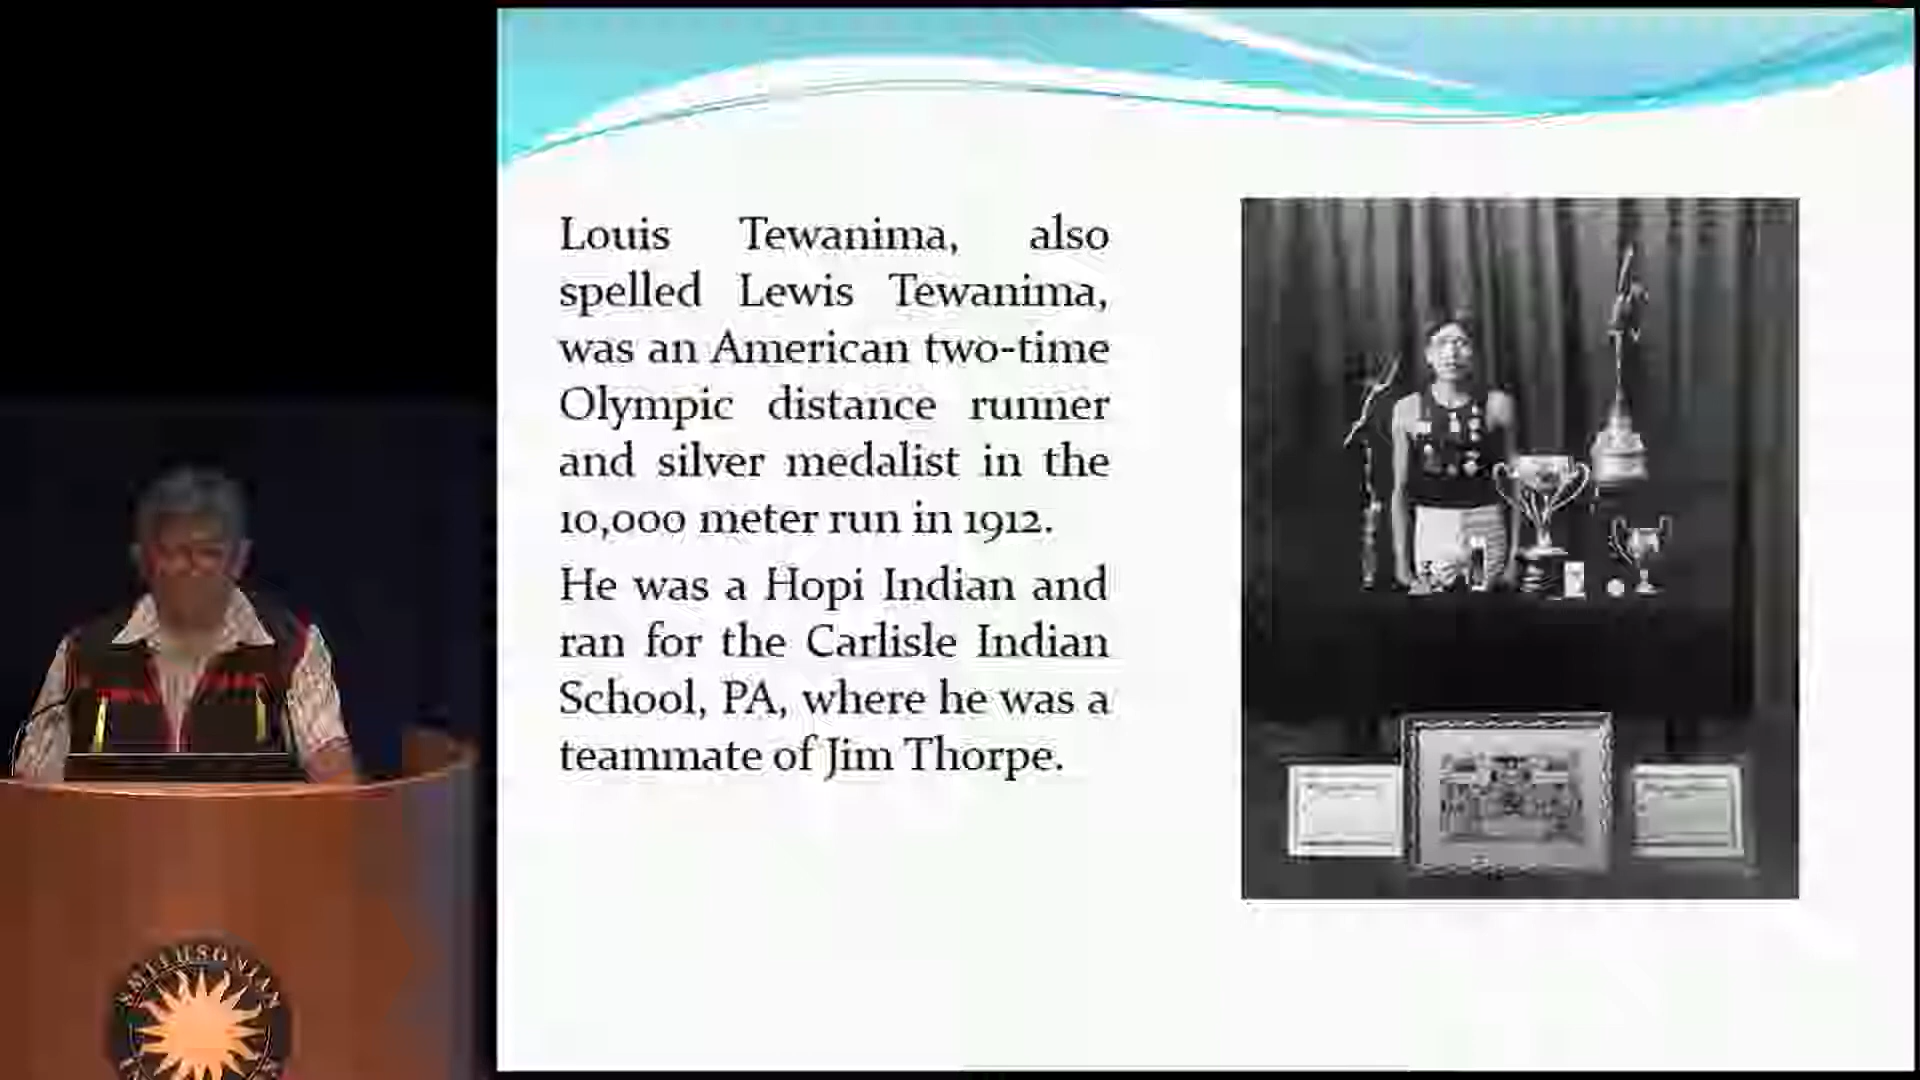 Louis Tewanima, also
spelled Lewis Tewanima,
was an American two-time
Olympic distance runner
and silver medalist in the
10,000 meter run in 1912.
He was a Hopi Indian and
ran for the Carlisle Indian
School, PA, where he was a
teammate of Jim Thorpe.
SMITHSONIAN